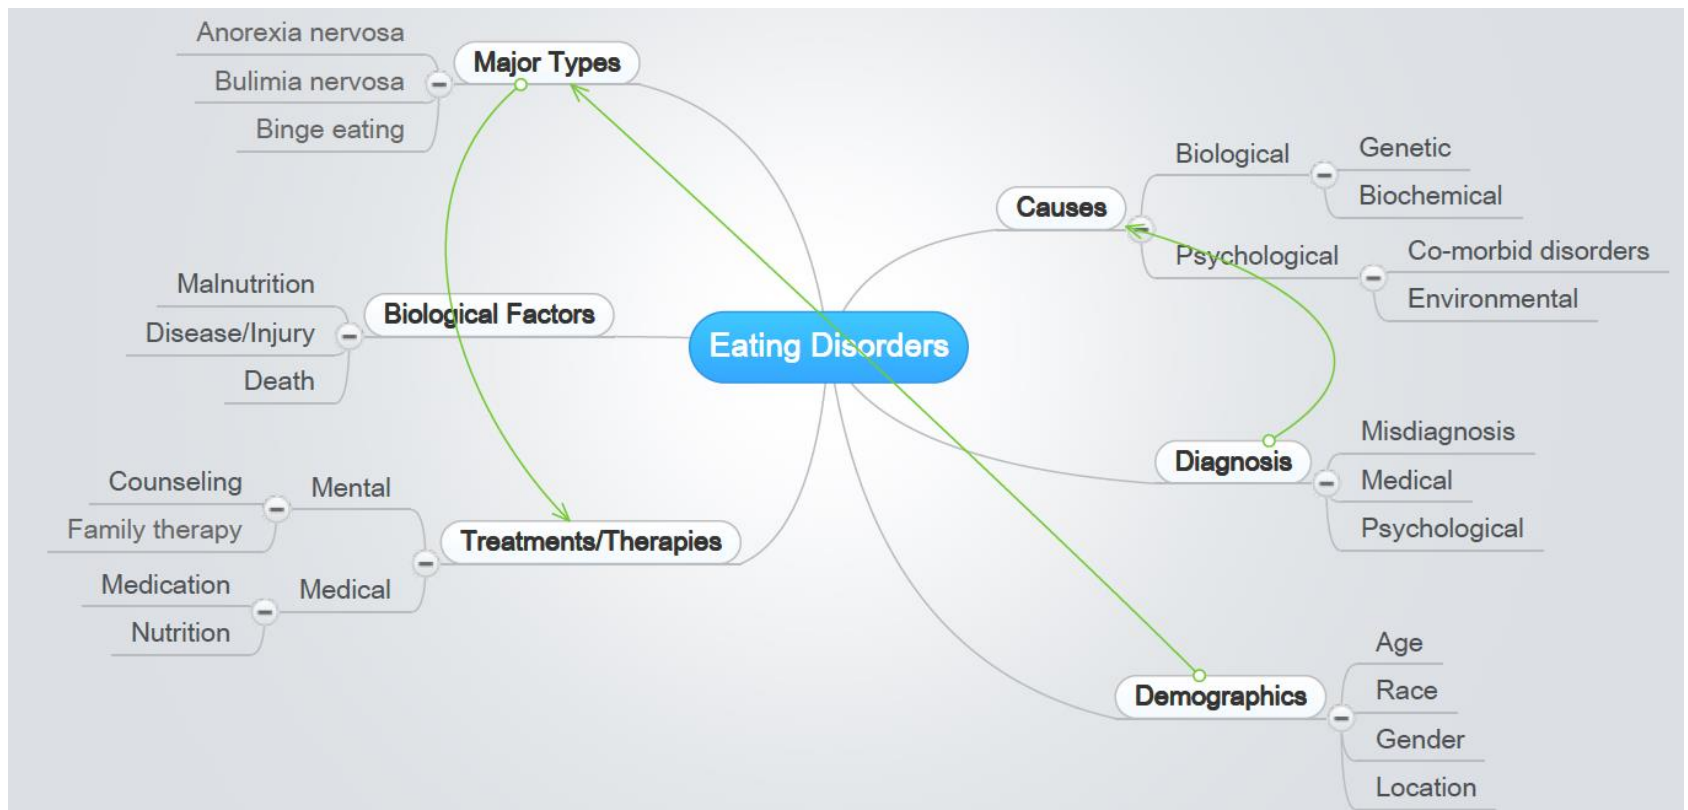 Eating Disorders
Major Types
Anorexia nervosa
Bulimia nervosa
Binge eating
Biological Factors
Malnutrition
Disease/Injury
Death
Treatments/Therapies
Mental
Counseling
Family therapy
Medical
Medication
Nutrition
Causes
Biological
Genetic
Biochemical
Psychological
Co-morbid disorders
Environmental
Diagnosis
Misdiagnosis
Medical
Psychological
Demographics
Age
Race
Gender
Location